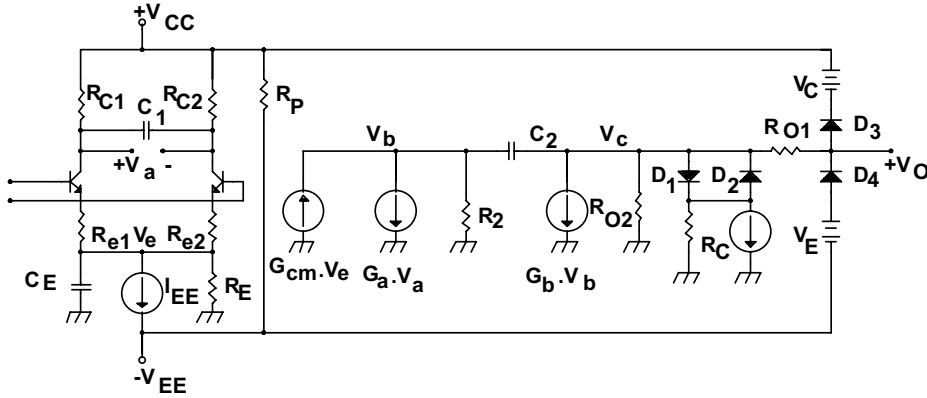 +VCC
RC1
C1
RC2
RP
VC
+Va -
Vb
C2
Vc
RO1
D3
+VO
D1
D2
D4
Re1
Ve
Re2
R2
RO2
RC
VE
CE
IEE
RE
Gcm.Ve
Ga.Va
Gb.Vb
-VEE